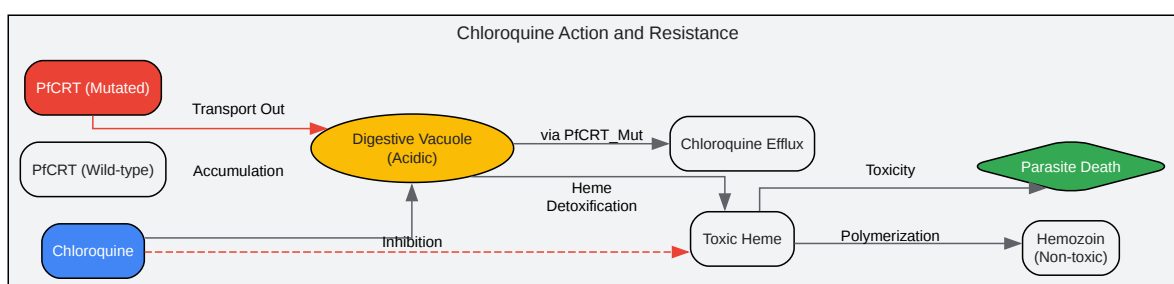 Chloroquine Action and Resistance
PfCRT (Mutated)
Transport Out
Digestive Vacuole
(Acidic)
via PfCRT_Mut
Chloroquine Efflux
PfCRT (Wild-type)
Accumulation
Heme
Detoxification
Toxicity
Parasite Death
Chloroquine
Inhibition
Toxic Heme
Polymerization
Hemozoin
(Non-toxic)